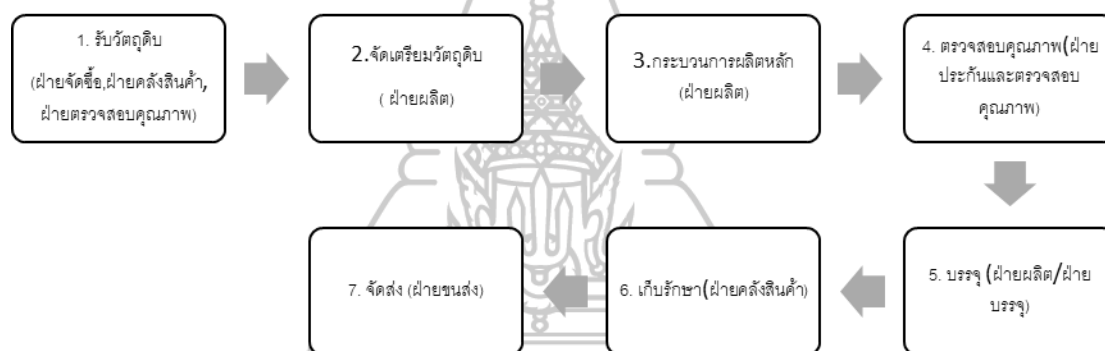 1. รับวัตถุดิบ
(ฝ่ายจัดซื้อ,ฝ่ายคลังสินค้า,
ฝ่ายตรวจสอบคุณภาพ)
2.จัดเตรียมวัตถุดิบ
( ฝ่ายผลิต)
3.กระบวนการผลิตหลัก
(ฝ่ายผลิต)
4. ตรวจสอบคุณภาพ(ฝ่าย
ประกันและตรวจสอบ
คุณภาพ)
5. บรรจุ (ฝ่ายผลิต/ฝ่าย
บรรจุ)
6. เก็บรักษา(ฝ่ายคลังสินค้า)
7. จัดส่ง (ฝ่ายขนส่ง)